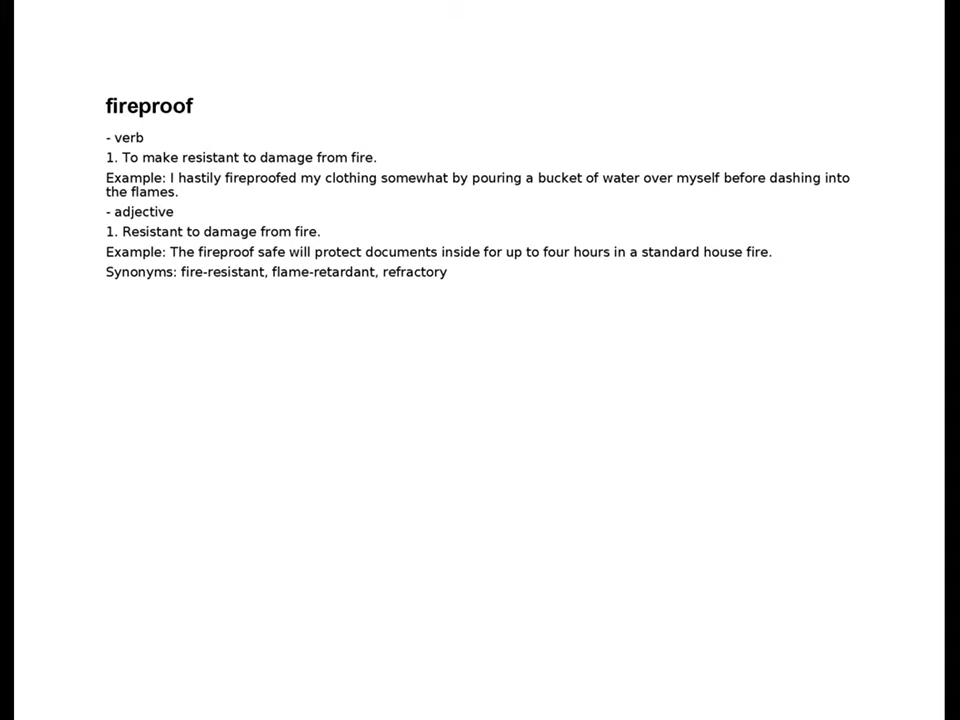 fireproof
- verb
1. To make resistant to damage from fire.
Example: I hastily fireproofed my clothing somewhat by pouring a bucket of water over myself before dashing into
the flames.
- adjective
1. Resistant to damage from fire.
Example: The fireproof safe will protect documents inside for up to four hours in a standard house fire.
Synonyms: fire-resistant, flame-retardant, refractory